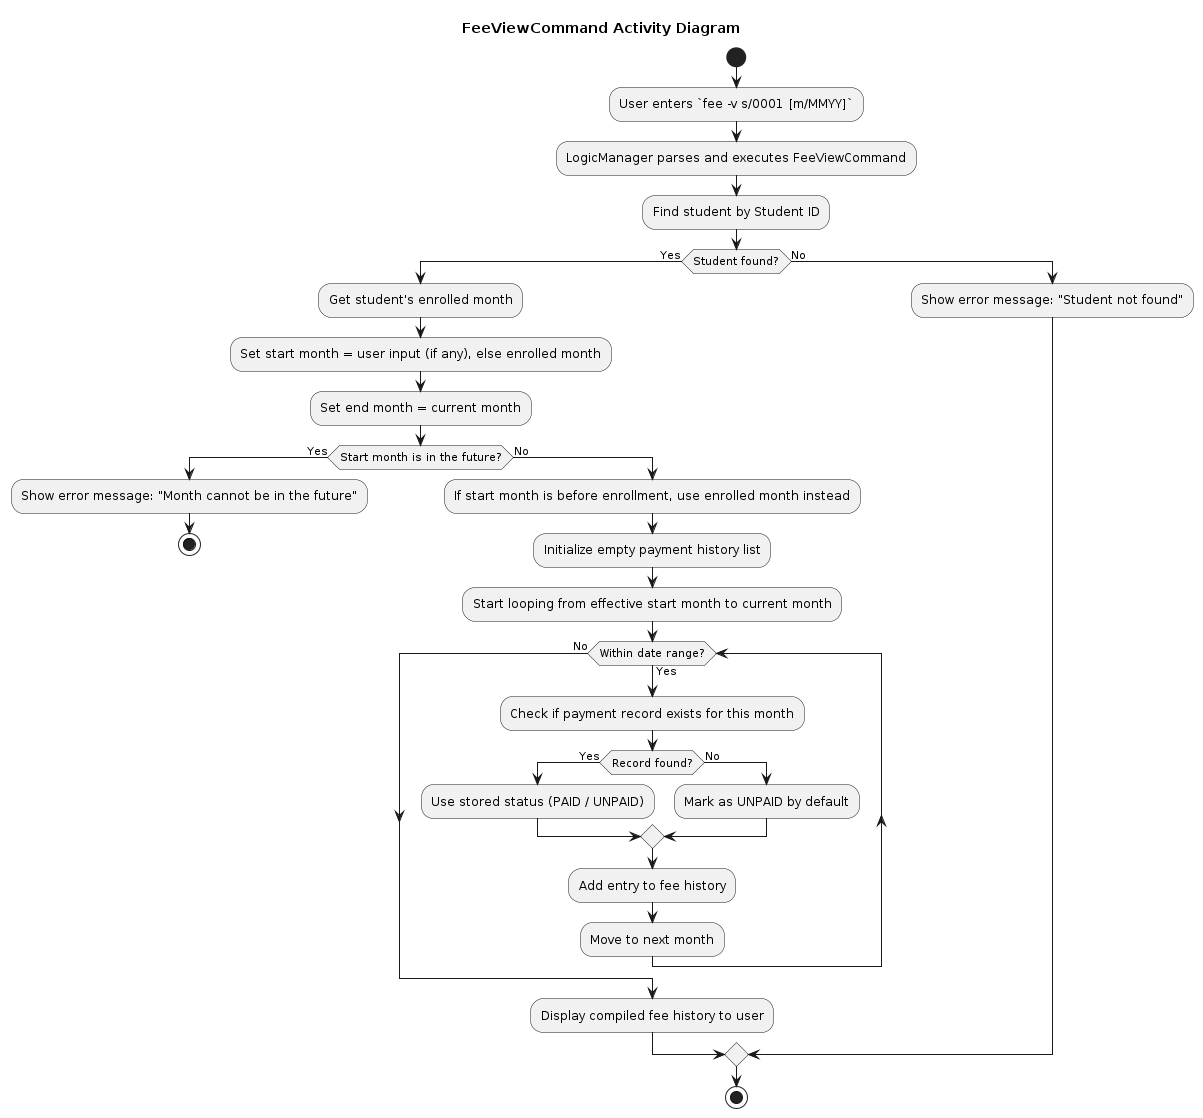 FeeViewCommand Activity Diagram
User enters `fee -v s/0001 [m/MMYY]`
LogicManager parses and executes FeeViewCommand
Find student by Student ID
Yes
Student found?
No
Get student's enrolled month
Show error message: "Student not found"
Set start month = user input (if any), else enrolled month
Set end month = current month
Yes
Start month is in the future?
No
Show error message: "Month cannot be in the future"
If start month is before enrollment, use enrolled month instead
Initialize empty payment history list
Start looping from effective start month to current month
No
Within date range?
Yes
Check if payment record exists for this month
Yes
Record found?
No
Use stored status (PAID / UNPAID)
Mark as UNPAID by default
Add entry to fee history
Move to next month
Display compiled fee history to user